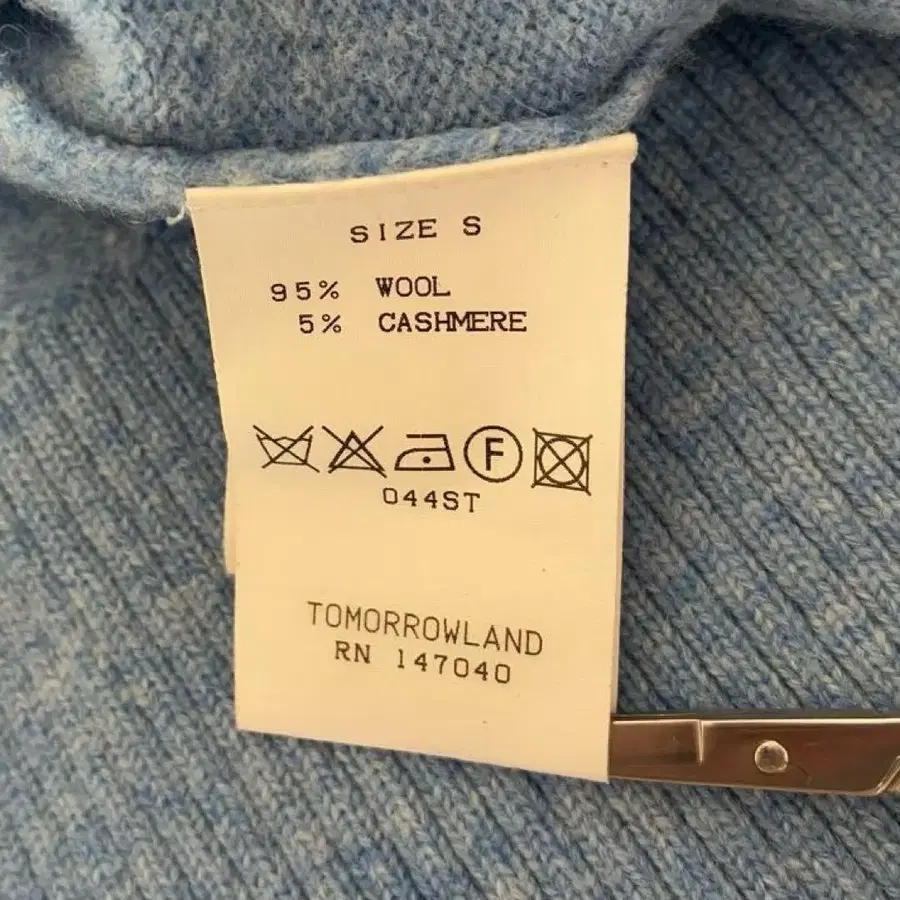 SIZE S
95% WOOL
5% CASHMERE
F
044ST
TOMORROWLAND
RN 147040